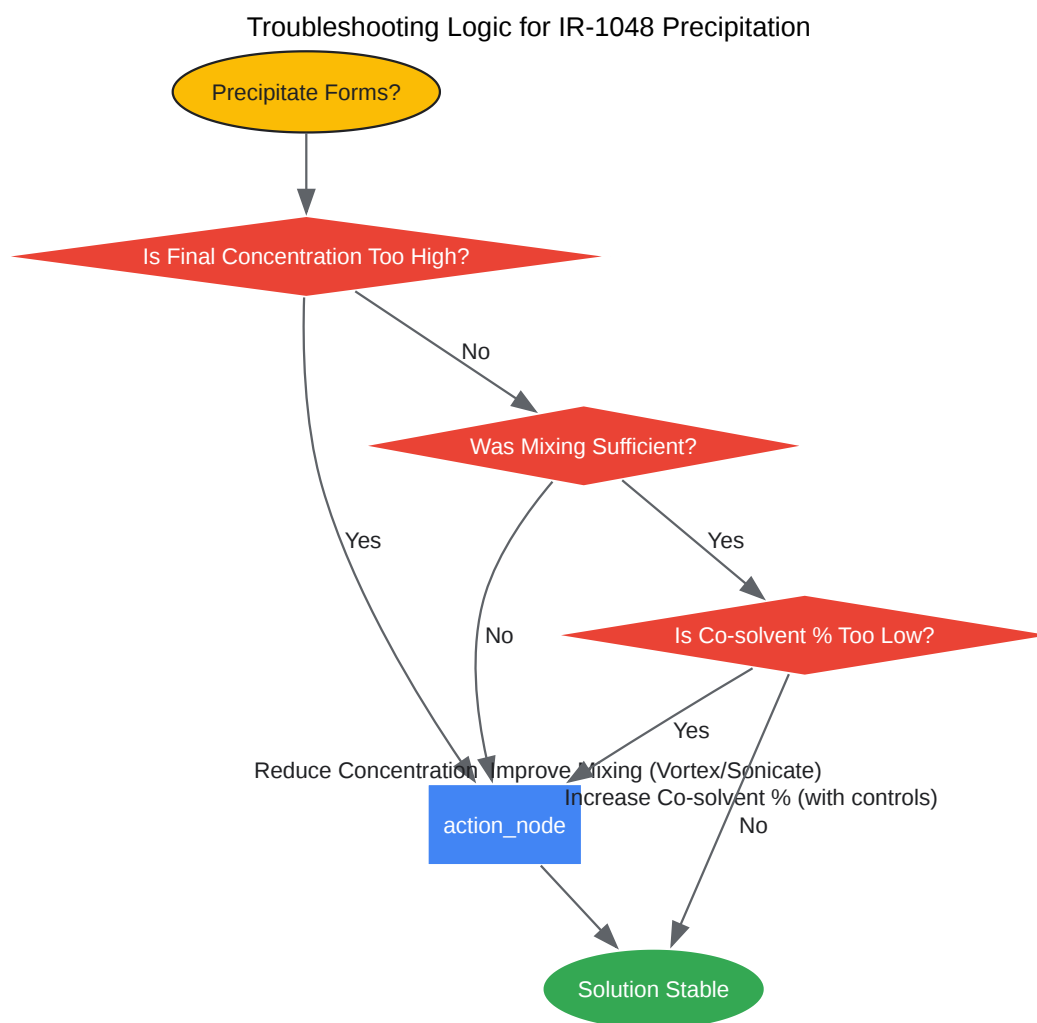 Troubleshooting Logic for IR-1048 Precipitation
Precipitate Forms?
Is Final Concentration Too High?
No
Was Mixing Sufficient?
Yes
Yes
No
Is Co-solvent % Too Low?
Yes
Reduce Concentration
Improve Mixing (Vortex/Sonicate)
Increase Co-solvent % (with controls)
No
action_node
Solution Stable